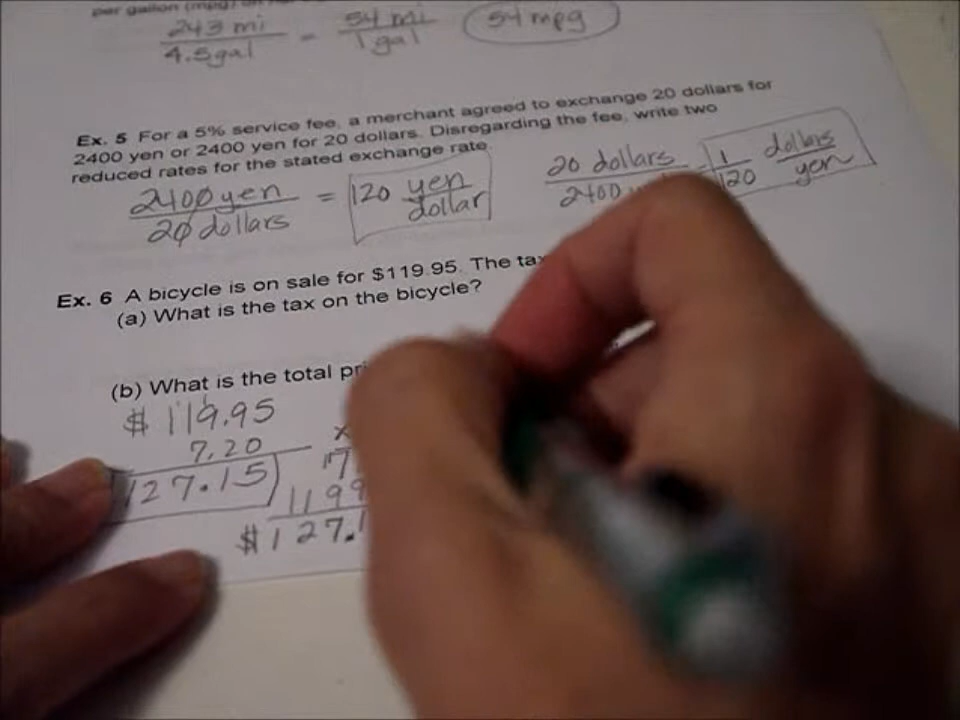 per gallon (mpg) on
243 mi / 4.5 gal = 54 mi / 1 gal 54 mpg
Ex. 5 For a 5% service fee, a merchant agreed to exchange 20 dollars for
2400 yen or 2400 yen for 20 dollars. Disregarding the fee, write two
reduced rates for the stated exchange rate.
2400 yen / 20 dollars = 120 yen / dollar 20 dollars / 2400 = 1 / 120 dollars / yen
Ex. 6 A bicycle is on sale for $119.95. The
(a) What is the tax on the bicycle?
(b) What is the total
$ 119.95
7.20
127.15
$127.1